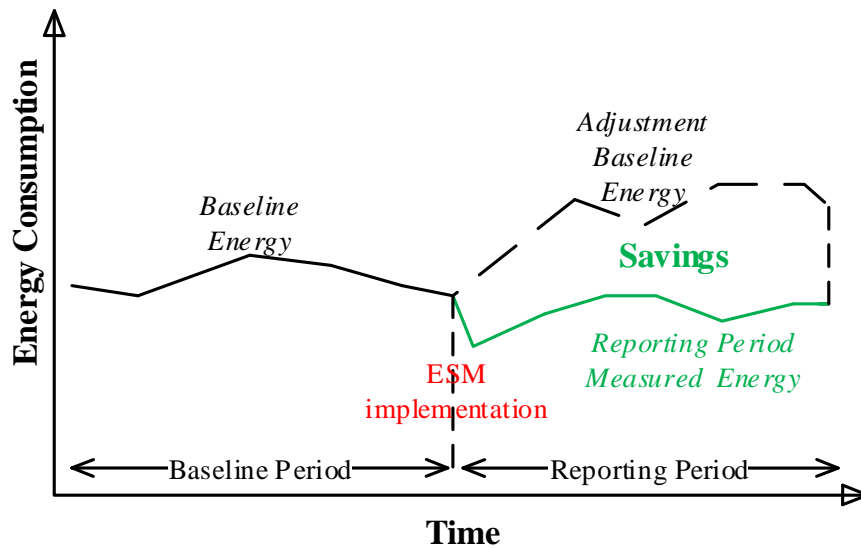 Energy Consumption
Adjustment
Baseline
Energy
Baseline
Energy
Savings
Reporting Period
Measured Energy
ESM
implementation
Baseline Period
Reporting Period
Time